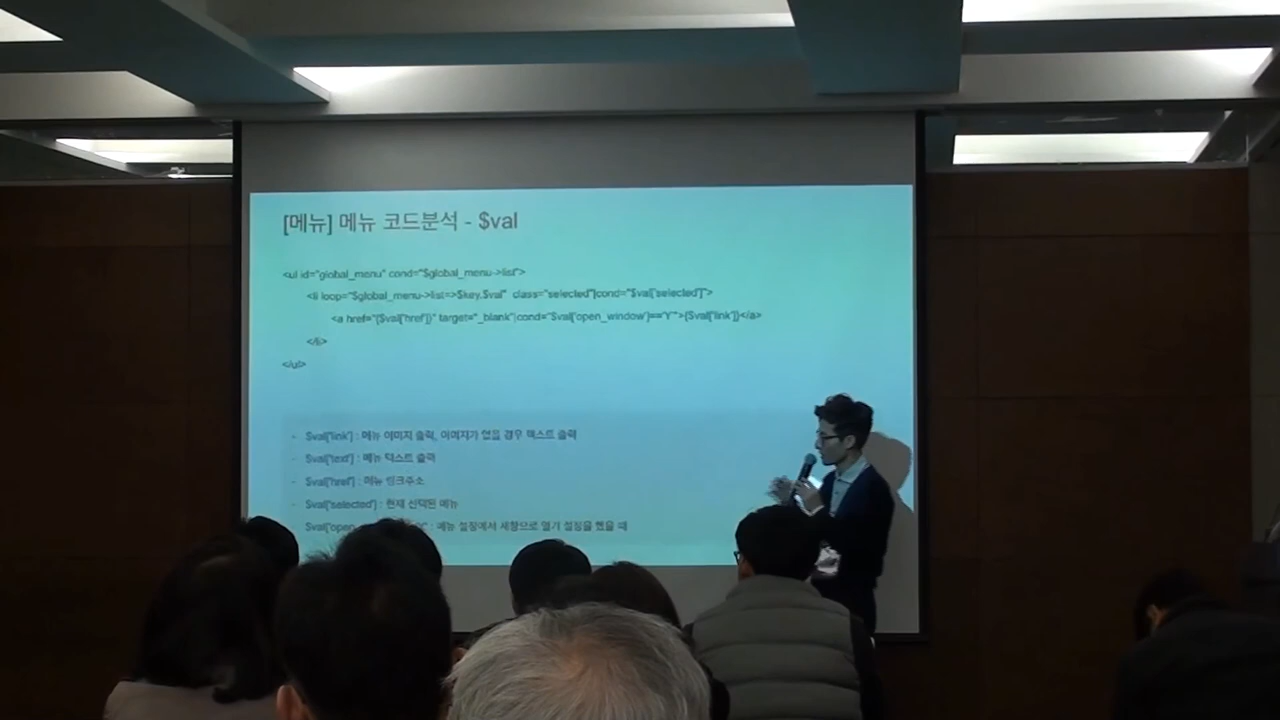 [메뉴] 메뉴 코드분석 - $val
<ul id="global_menu" cond="$global_menu->list">
<li loop="$global_menu->list=>$key,$val" class="selected"|cond="$val['selected']">
<a href="{$val['href']}" target="_blank"|cond="$val['open_window']=='Y'">{$val['link']}</a>
</li>
</ul>
- $val['link'] : 메뉴 이미지 출력, 이미지가 없을 경우 텍스트 출력
- $val['text'] : 메뉴 텍스트 출력
- $val['href'] : 메뉴 링크주소
- $val['selected'] : 현재 선택된 메뉴
$val['open : 메뉴 설정에서 새창으로 열기 설정을 했을 때